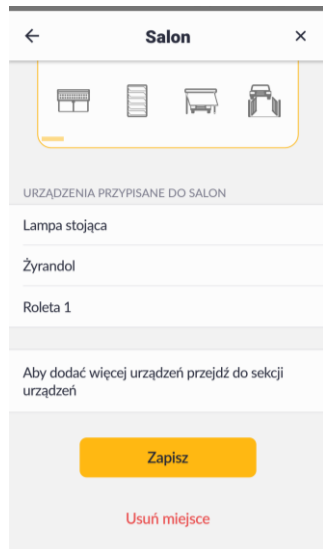 Salon
URZĄDZENIA PRZYPISANE DO SALON
Lampa stojąca
Żyrandol
Roleta 1
Aby dodać więcej urządzeń przejdź do sekcji
urządzeń
Zapisz
Usuń miejsce